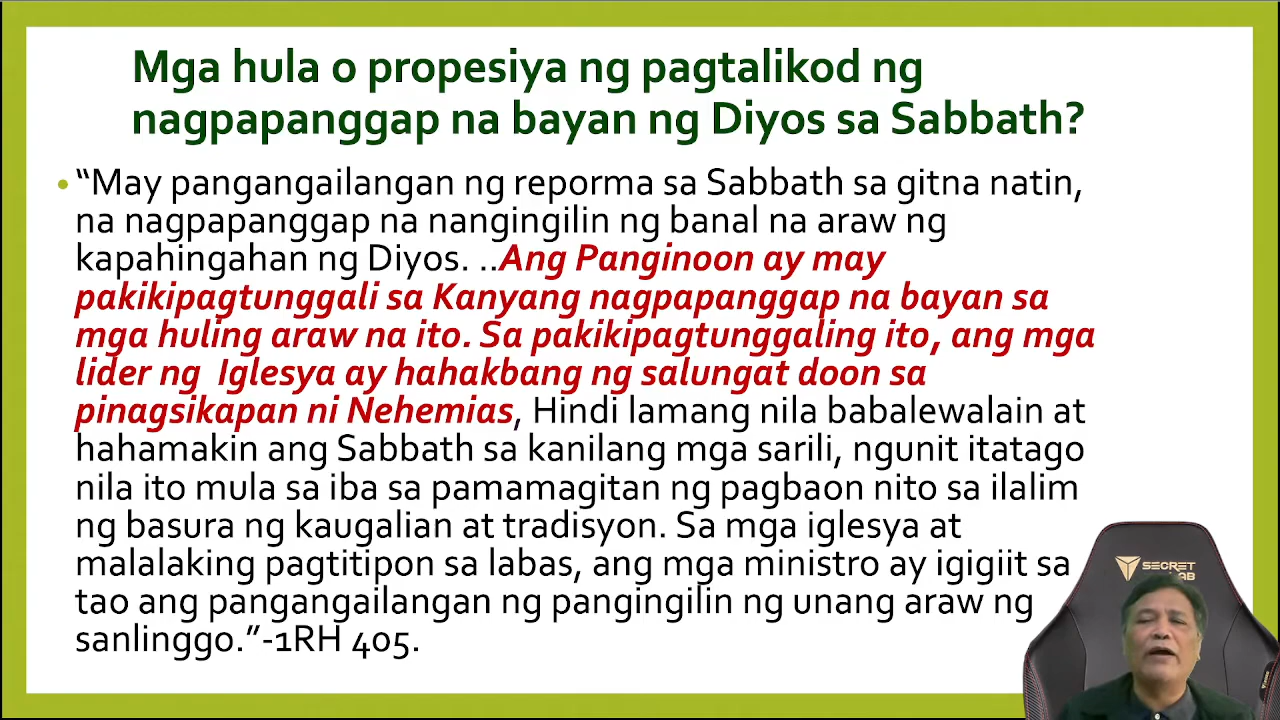 Mga hula o propesiya ng pagtalikod ng
nagpapanggap na bayan ng Diyos sa Sabbath?
• “May pangangailangan ng reporma sa Sabbath sa gitna natin,
na nagpapanggap na nangingilin ng banal na araw ng
kapahingahan ng Diyos. ..Ang Panginoon ay may
pakikipagtunggali sa Kanyang nagpapanggap na bayan sa
mga huling araw na ito. Sa pakikipagtunggaling ito, ang mga
lider ng Iglesya ay hahakbang ng salungat doon sa
pinagsikapan ni Nehemias, Hindi lamang nila babalewalain at
hahamakin ang Sabbath sa kanilang mga sarili, ngunit itatago
nila ito mula sa iba sa pamamagitan ng pagbaon nito sa ilalim
ng basura ng kaugalian at tradisyon. Sa mga iglesya at
malalaking pagtitipon sa labas, ang mga ministro ay igigiit sa
tao ang pangangailangan ng pangingilin ng unang araw ng
sanlinggo.”-1RH 405.
SECRET
LAB